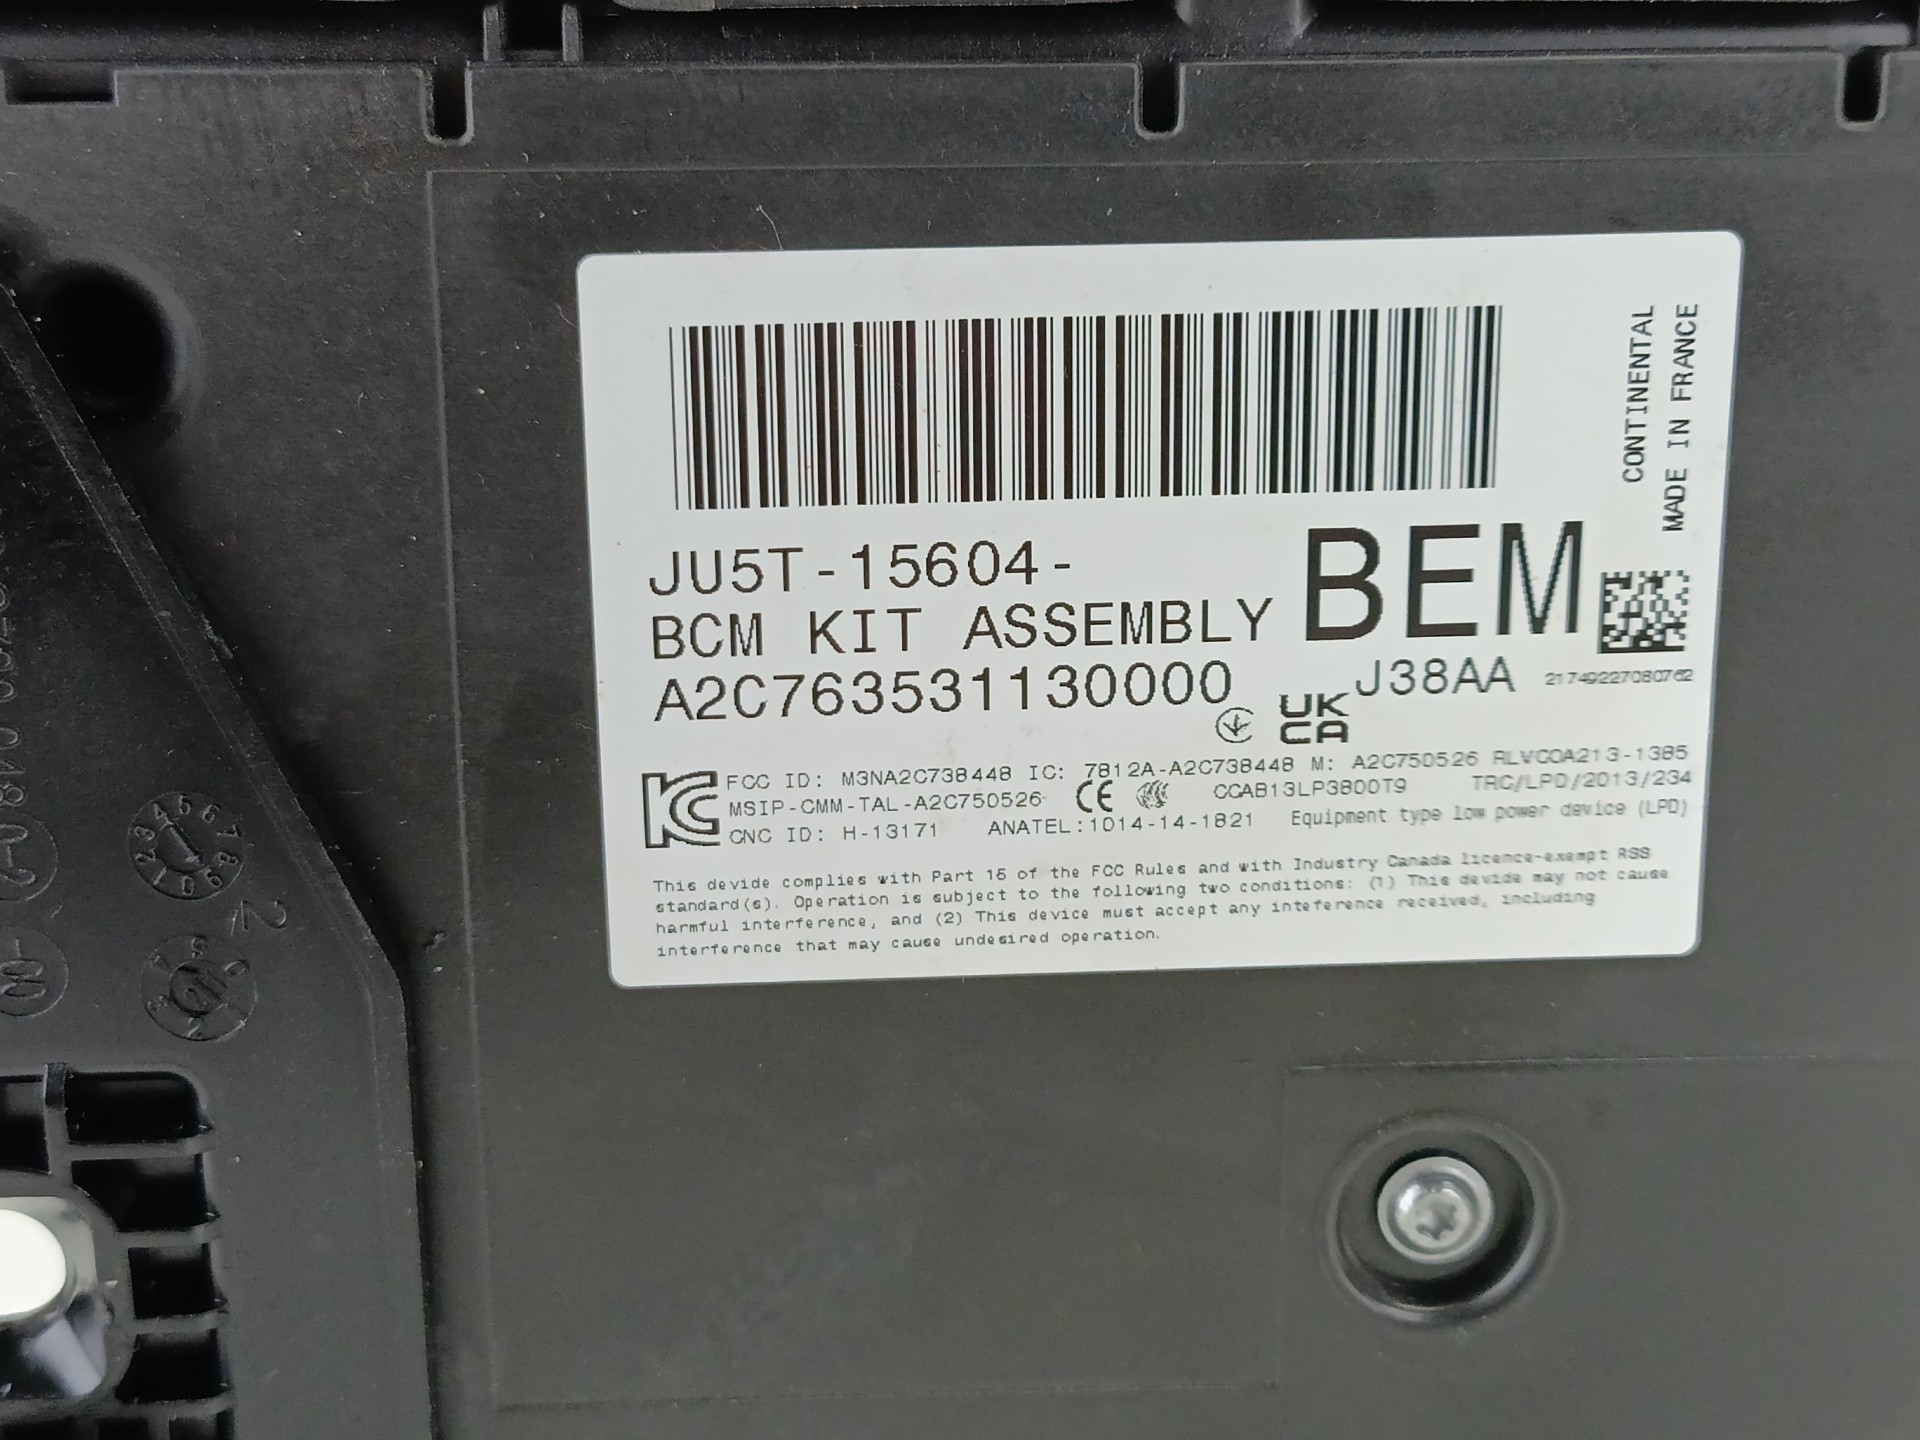 CONTINENTAL
MADE IN FRANCE
JU5T-15604-
BEM
BCM KIT ASSEMBLY
A2C763531130000
J38AA
21749227080762
UK
CA
FCC ID: M3NA2C738448 IC: 7812A-A2C738448 M: A2C750526 RLVCOA213-1385
MSIP-CMM-TAL-A2C750526 CE CCAB13LP3800T9 TRC/LPD/2013/234
CNC ID: H-13171 ANATEL:1014-14-1821 Equipment type low power device (LPD)
This devide complies with Part 15 of the FCC Rules and with Industry Canada licence-exempt RSS
standard(s). Operation is subject to the following two conditions: (1) This devide may not cause
harmful interference, and (2) This device must accept any inteference received, including
interference that may cause undesired operation.